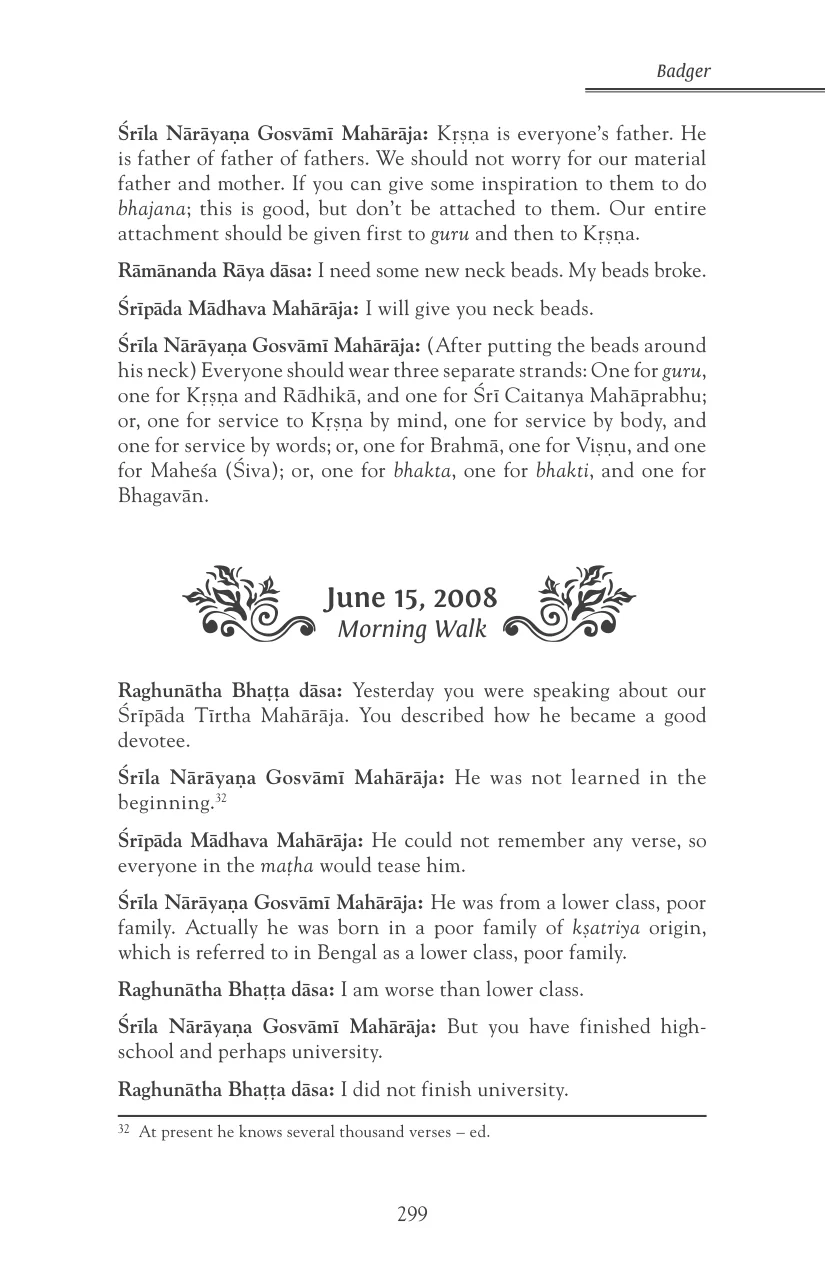 Badger
Śrīla Nārāyaṇa Gosvāmī Mahārāja: Kṛṣṇa is everyone’s father. He
is father of father of fathers. We should not worry for our material
father and mother. If you can give some inspiration to them to do
bhajana; this is good, but don’t be attached to them. Our entire
attachment should be given first to guru and then to Kṛṣṇa.
Rāmānanda Rāya dāsa: I need some new neck beads. My beads broke.
Śrīpāda Mādhava Mahārāja: I will give you neck beads.
Śrīla Nārāyaṇa Gosvāmī Mahārāja: (After putting the beads around
his neck) Everyone should wear three separate strands: One for guru,
one for Kṛṣṇa and Rādhikā, and one for Śrī Caitanya Mahāprabhu;
or, one for service to Kṛṣṇa by mind, one for service by body, and
one for service by words; or, one for Brahmā, one for Viṣṇu, and one
for Maheśa (Śiva); or, one for bhakta, one for bhakti, and one for
Bhagavān.
June 15, 2008
Morning Walk
Raghunātha Bhaṭṭa dāsa: Yesterday you were speaking about our
Śrīpāda Tīrtha Mahārāja. You described how he became a good
devotee.
Śrīla Nārāyaṇa Gosvāmī Mahārāja: He was not learned in the
beginning.32
Śrīpāda Mādhava Mahārāja: He could not remember any verse, so
everyone in the maṭha would tease him.
Śrīla Nārāyaṇa Gosvāmī Mahārāja: He was from a lower class, poor
family. Actually he was born in a poor family of kṣatriya origin,
which is referred to in Bengal as a lower class, poor family.
Raghunātha Bhaṭṭa dāsa: I am worse than lower class.
Śrīla Nārāyaṇa Gosvāmī Mahārāja: But you have finished high-
school and perhaps university.
Raghunātha Bhaṭṭa dāsa: I did not finish university.
32 At present he knows several thousand verses – ed.
299